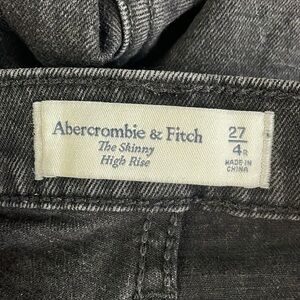 Abercrombie & Fitch
The Skinny
High Rise
27
4R
MADE IN
CHINA